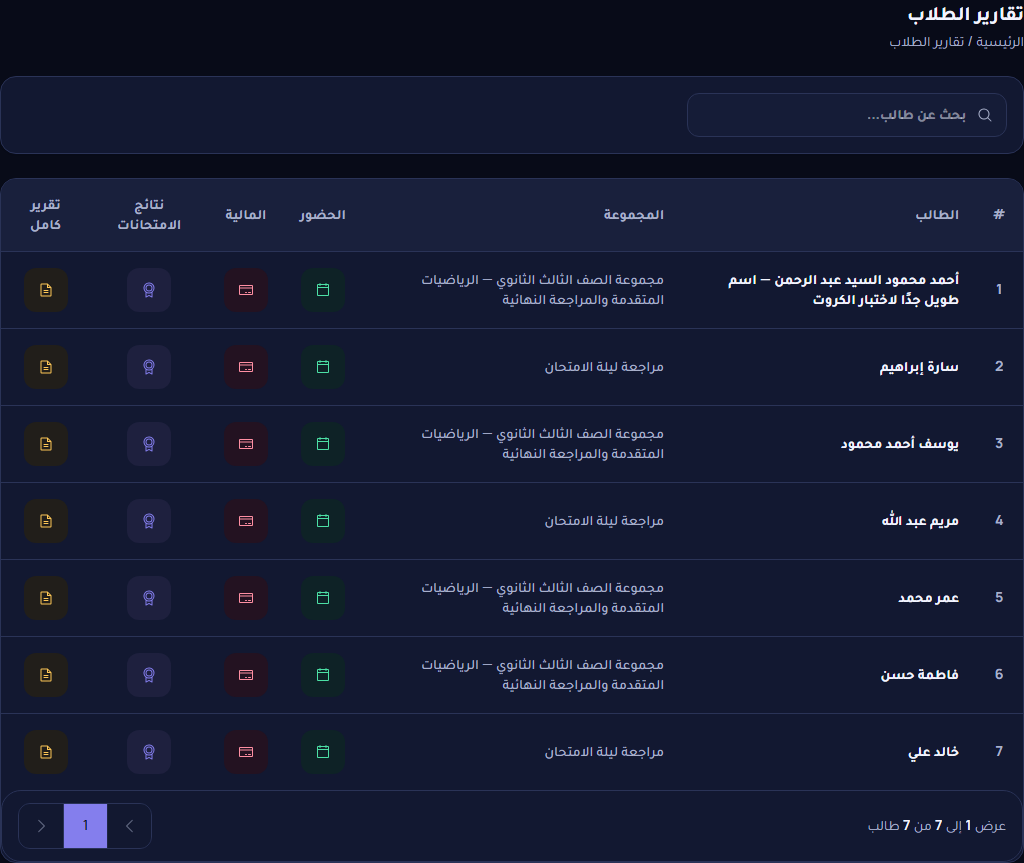 تقارير الطلاب
الرئيسية / تقارير الطلاب
بحث عن طالب...
# الطالب المجموعة الحضور المالية نتائج الامتحانات تقرير كامل
1 أحمد محمود السيد عبد الرحمن – اسم طويل جدًا لاختبار الكروت مجموعة الصف الثالث الثانوي – الرياضيات المتقدمة والمراجعة النهائية
2 سارة إبراهيم مراجعة ليلة الامتحان
3 يوسف أحمد محمود مجموعة الصف الثالث الثانوي – الرياضيات المتقدمة والمراجعة النهائية
4 مريم عبد الله مراجعة ليلة الامتحان
5 عمر محمد مجموعة الصف الثالث الثانوي – الرياضيات المتقدمة والمراجعة النهائية
6 فاطمة حسن مجموعة الصف الثالث الثانوي – الرياضيات المتقدمة والمراجعة النهائية
7 خالد علي مراجعة ليلة الامتحان
عرض 1 إلى 7 من 7 طالب
1